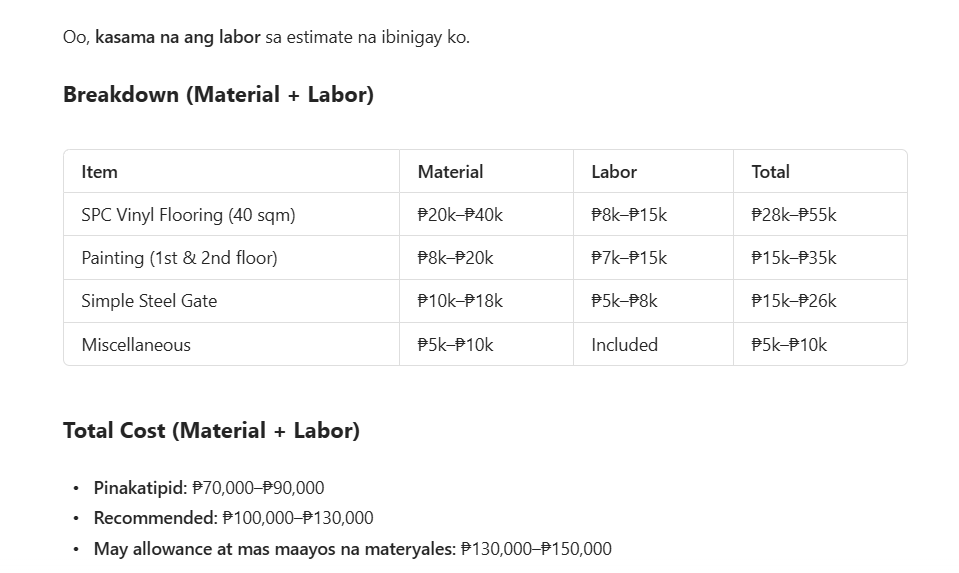 Oo, kasama na ang labor sa estimate na ibinigay ko.
Breakdown (Material + Labor)
Item Material Labor Total
SPC Vinyl Flooring (40 sqm) ₱20k–₱40k ₱8k–₱15k ₱28k–₱55k
Painting (1st & 2nd floor) ₱8k–₱20k ₱7k–₱15k ₱15k–₱35k
Simple Steel Gate ₱10k–₱18k ₱5k–₱8k ₱15k–₱26k
Miscellaneous ₱5k–₱10k Included ₱5k–₱10k
Total Cost (Material + Labor)
• Pinakatipid: ₱70,000–₱90,000
• Recommended: ₱100,000–₱130,000
• May allowance at mas maayos na materyales: ₱130,000–₱150,000